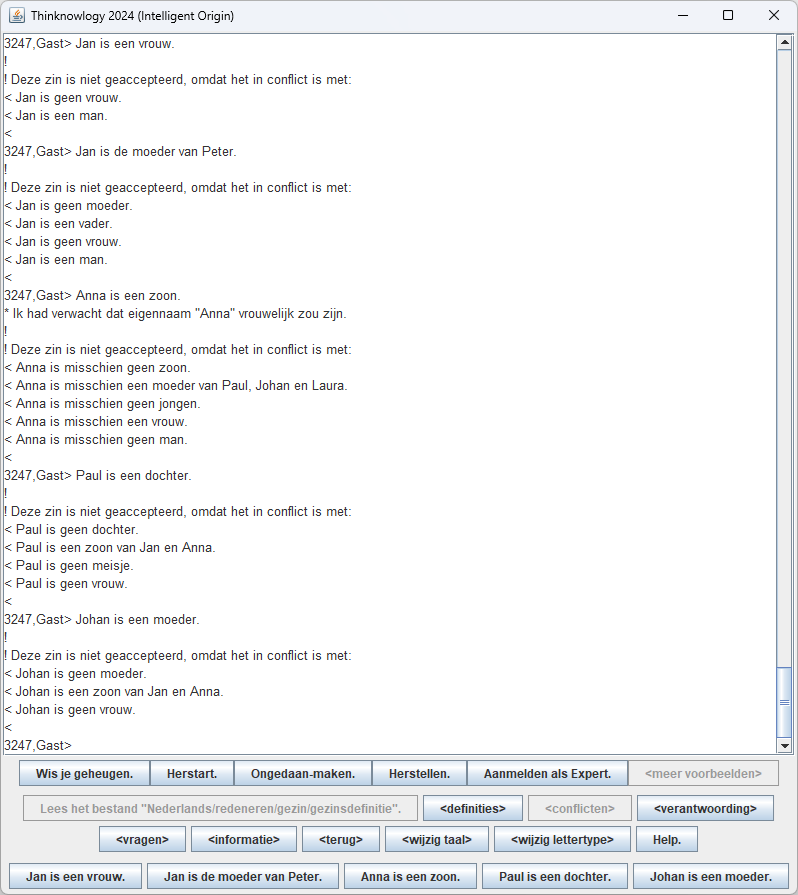 Thinknowlogy 2024 (Intelligent Origin)
3247,Gast> Jan is een vrouw.
!
! Deze zin is niet geaccepteerd, omdat het in conflict is met:
< Jan is geen vrouw.
< Jan is een man.
<
3247,Gast> Jan is de moeder van Peter.
!
! Deze zin is niet geaccepteerd, omdat het in conflict is met:
< Jan is geen moeder.
< Jan is een vader.
< Jan is geen vrouw.
< Jan is een man.
<
3247,Gast> Anna is een zoon.
* Ik had verwacht dat eigennaam "Anna" vrouwelijk zou zijn.
!
! Deze zin is niet geaccepteerd, omdat het in conflict is met:
< Anna is misschien geen zoon.
< Anna is misschien een moeder van Paul, Johan en Laura.
< Anna is misschien geen jongen.
< Anna is misschien een vrouw.
< Anna is misschien geen man.
<
3247,Gast> Paul is een dochter.
!
! Deze zin is niet geaccepteerd, omdat het in conflict is met:
< Paul is geen dochter.
< Paul is een zoon van Jan en Anna.
< Paul is geen meisje.
< Paul is geen vrouw.
<
3247,Gast> Johan is een moeder.
!
! Deze zin is niet geaccepteerd, omdat het in conflict is met:
< Johan is geen moeder.
< Johan is een zoon van Jan en Anna.
< Johan is geen vrouw.
<
3247,Gast>
Wis je geheugen. Herstart. Ongedaan-maken. Herstellen. Aanmelden als Expert. <meer voorbeelden>
Lees het bestand "Nederlands/redeneren/gezin/gezinsdefinitie". <definities> <conflicten> <verantwoording>
<vragen> <informatie> <terug> <wijzig taal> <wijzig lettertype> Help.
Jan is een vrouw. Jan is de moeder van Peter. Anna is een zoon. Paul is een dochter. Johan is een moeder.